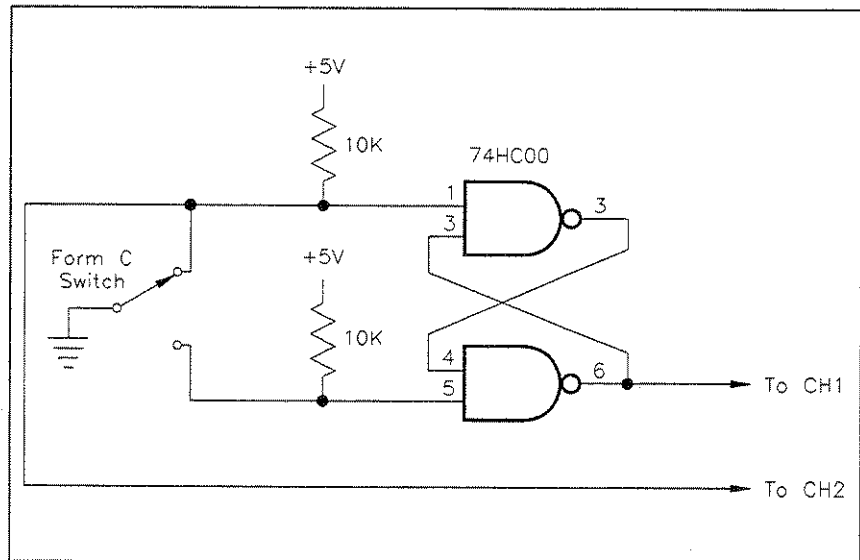 +5V
10K
74HC00
1
3
3
Form C
Switch
+5V
10K
4
5
6
To CH1
To CH2